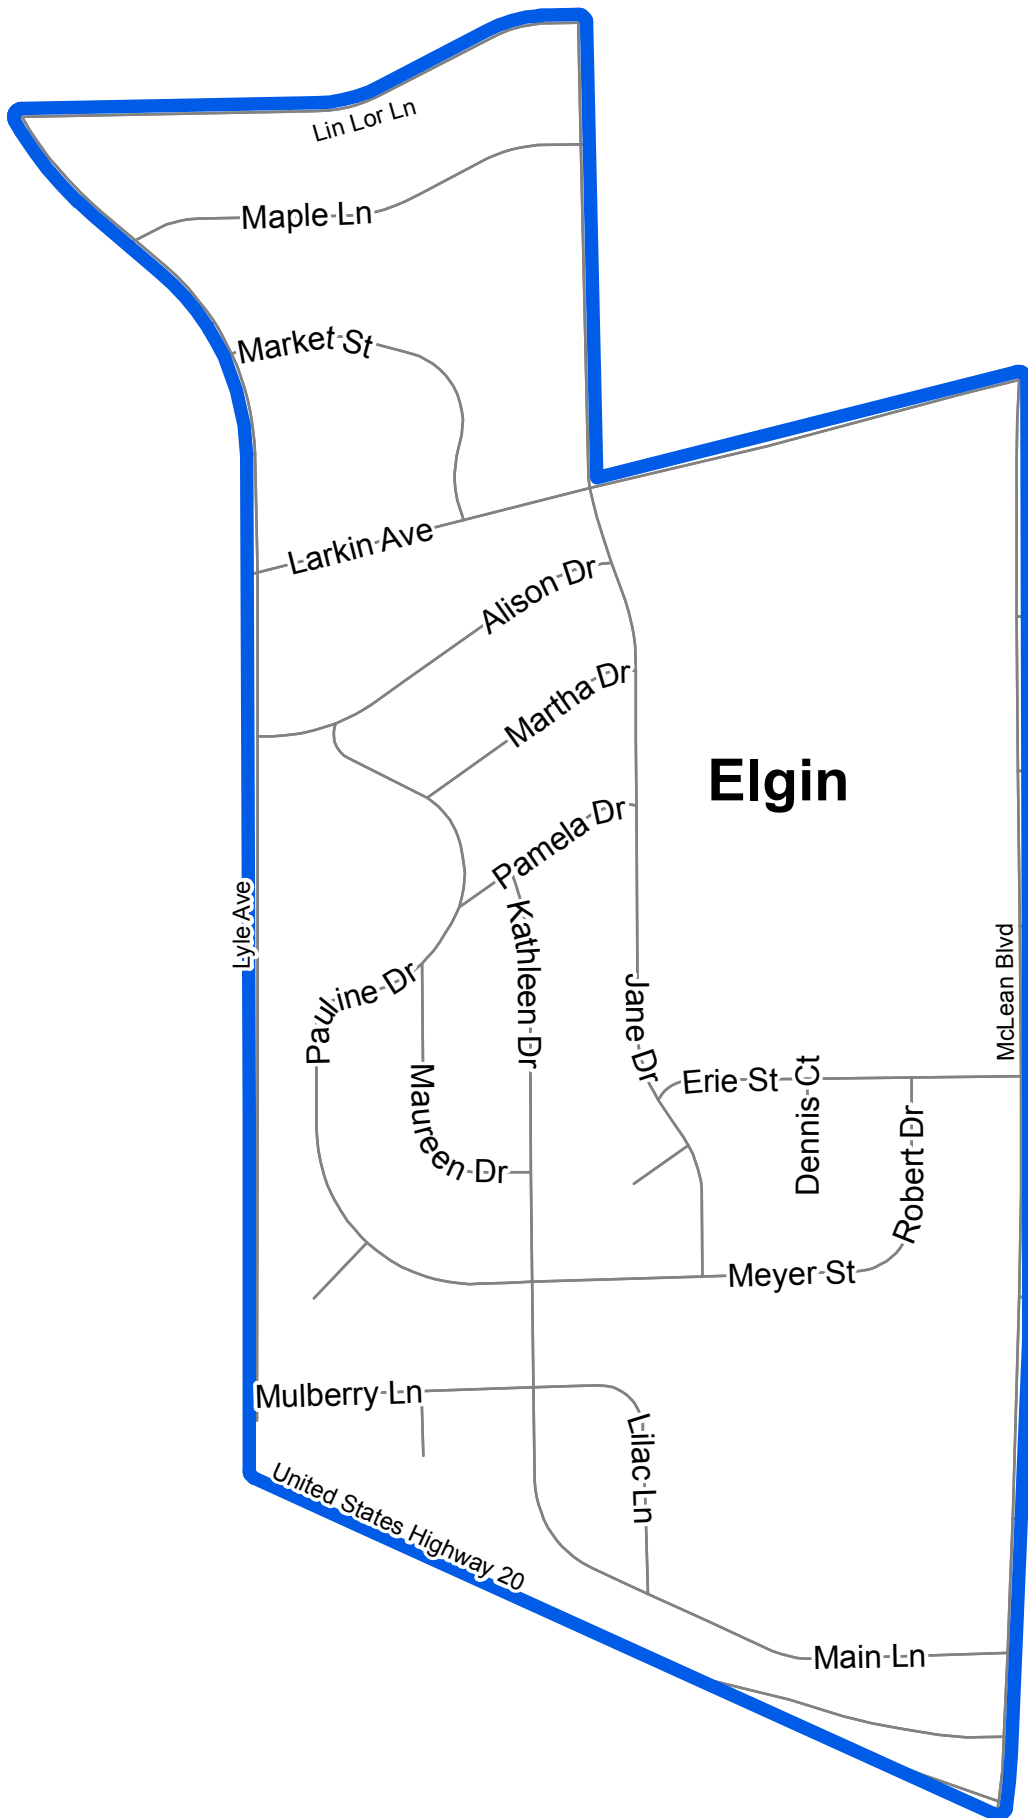 Lin Lor Ln
Maple Ln
Market St
Larkin Ave
Alison Dr
Martha Dr
Elgin
Pamela Dr
Lyle Ave
Kathleen Dr
McLean Blvd
Pauline Dr
Jane Dr
Erie St
Dennis Ct
Maureen Dr
Robert Dr
Meyer St
Mulberry Ln
Lilac Ln
United States Highway 20
Main Ln